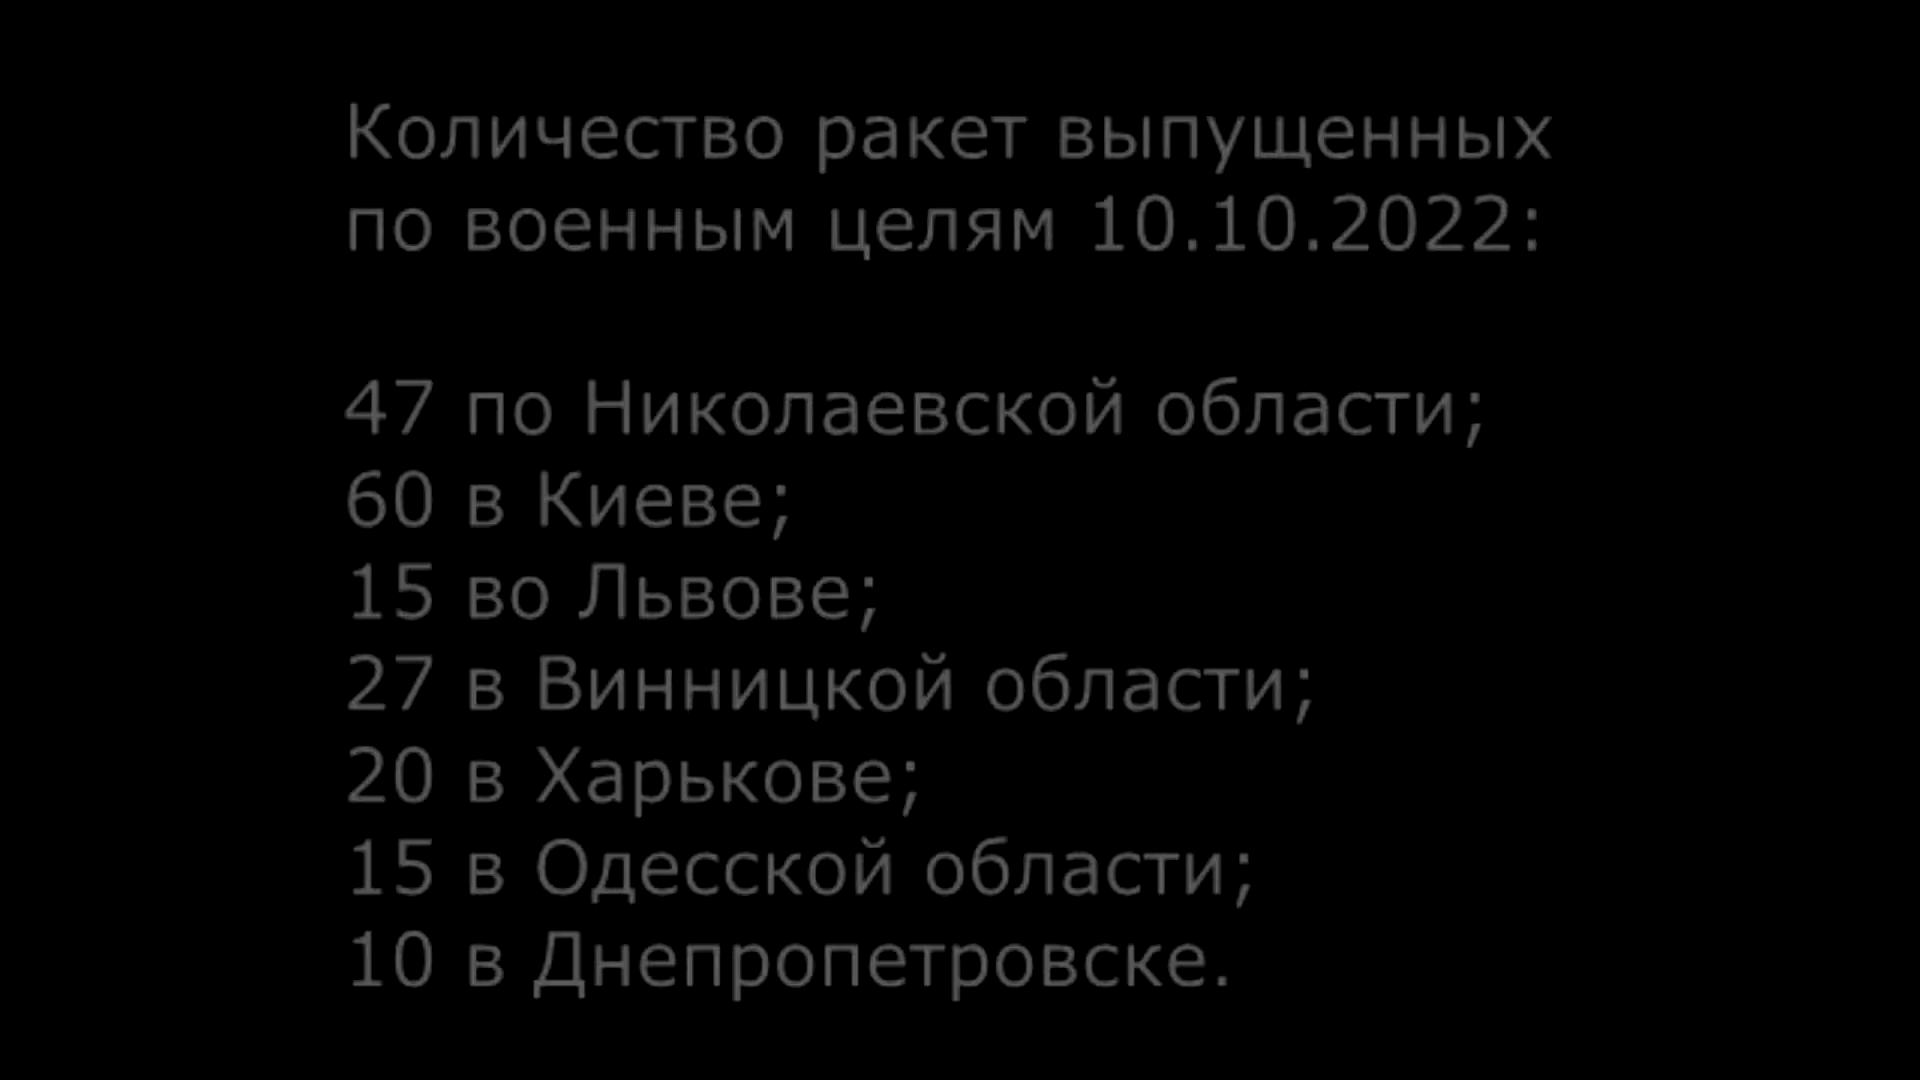 Количество ракет выпущенных
по военным целям 10.10.2022:
47 по Николаевской области;
60 в Киеве;
15 во Львове;
27 в Винницкой области;
20 в Харькове;
15 в Одесской области;
10 в Днепропетровске.